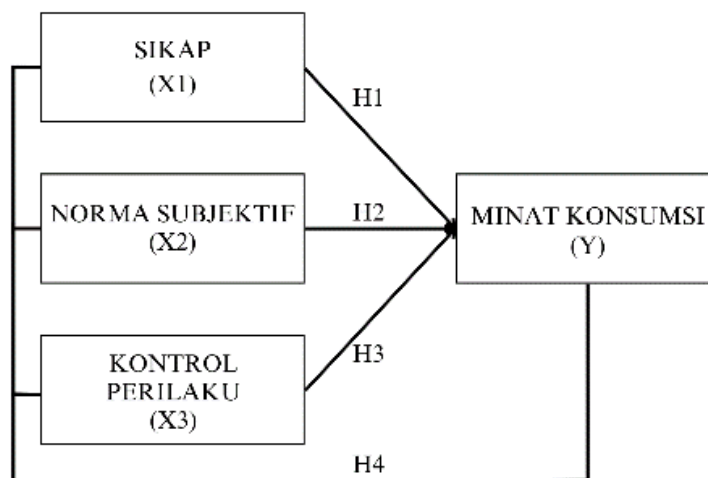 SIKAP
(X1)
H1
NORMA SUBJEKTIF
(X2)
H2
MINAT KONSUMSI
(Y)
KONTROL
PERILAKU
(X3)
H3
H4